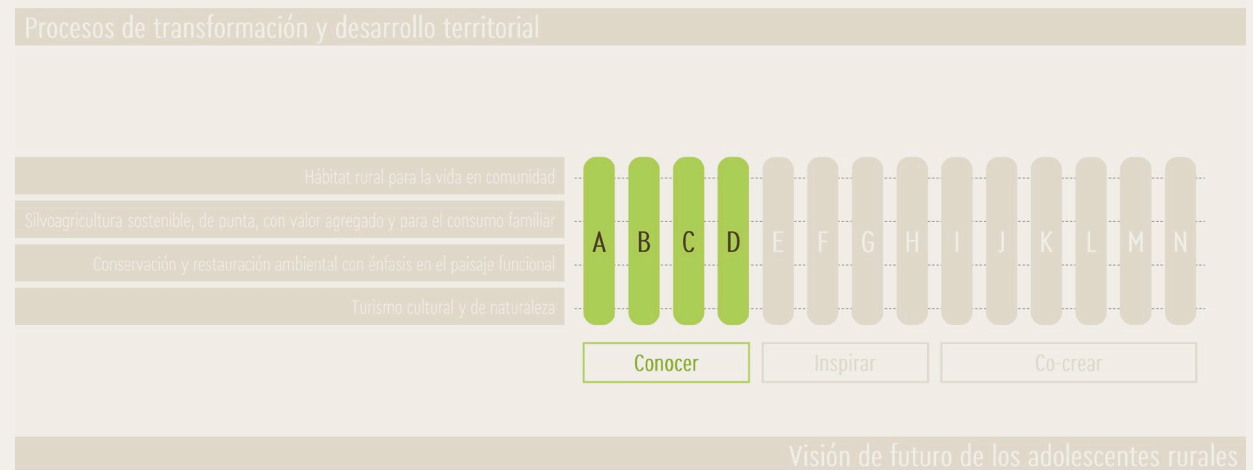 Procesos de transformación y desarrollo territorial
Hábitat rural para la vida en comunidad
Silvoagricultura sostenible, de punta, con valor agregado y para el consumo familiar
Conservación y restauración ambiental con énfasis en el paisaje funcional
Turismo cultural y de naturaleza
A B C D E F G H I J K L M N
Conocer Inspirar Co-crear
Visión de futuro de los adolescentes rurales